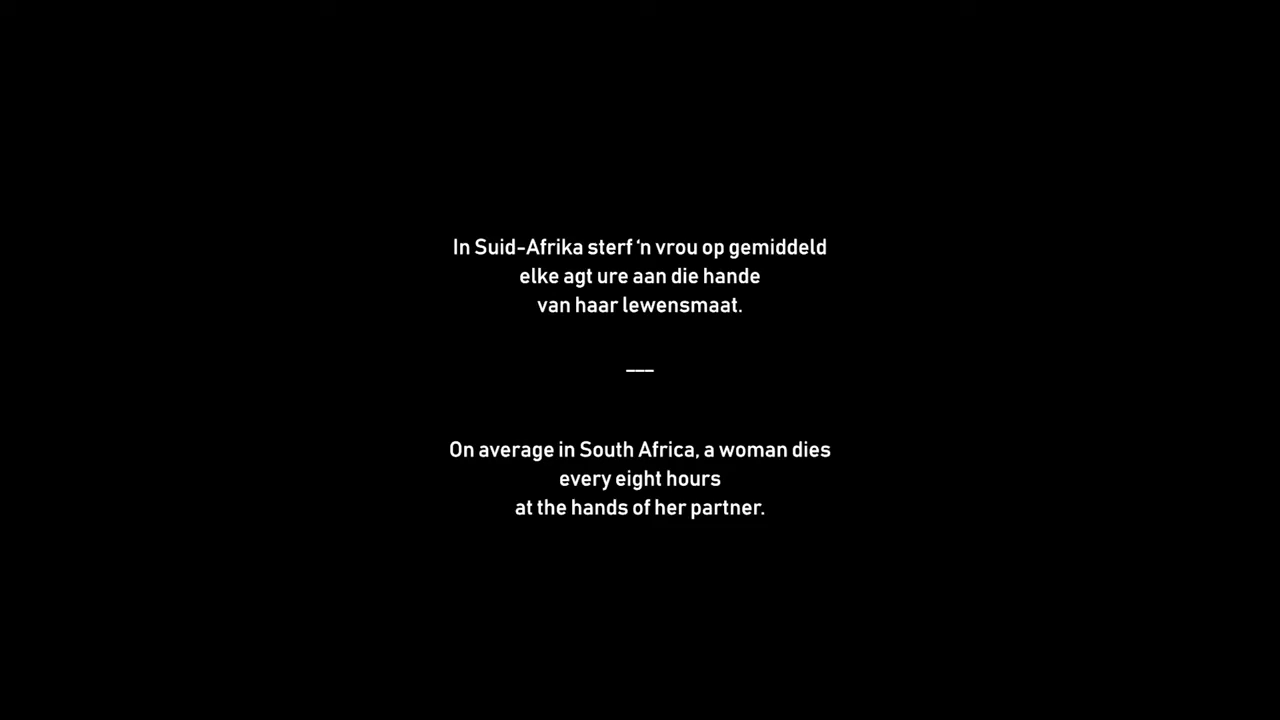 In Suid-Afrika sterf ‘n vrou op gemiddeld
elke agt ure aan die hande
van haar lewensmaat.
___
On average in South Africa, a woman dies
every eight hours
at the hands of her partner.